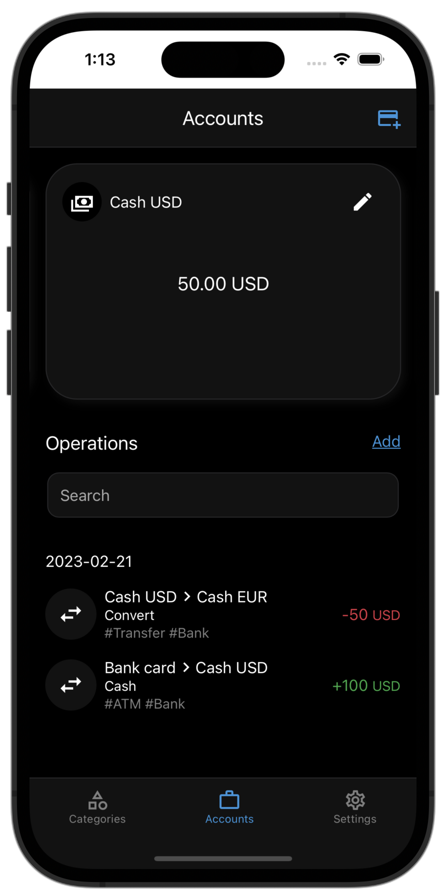 1:13
Accounts
Cash USD
50.00 USD
Operations
Add
Search
2023-02-21
Cash USD > Cash EUR
Convert
-50 USD
#Transfer #Bank
Bank card > Cash USD
Cash
+100 USD
#ATM #Bank
Categories
Accounts
Settings